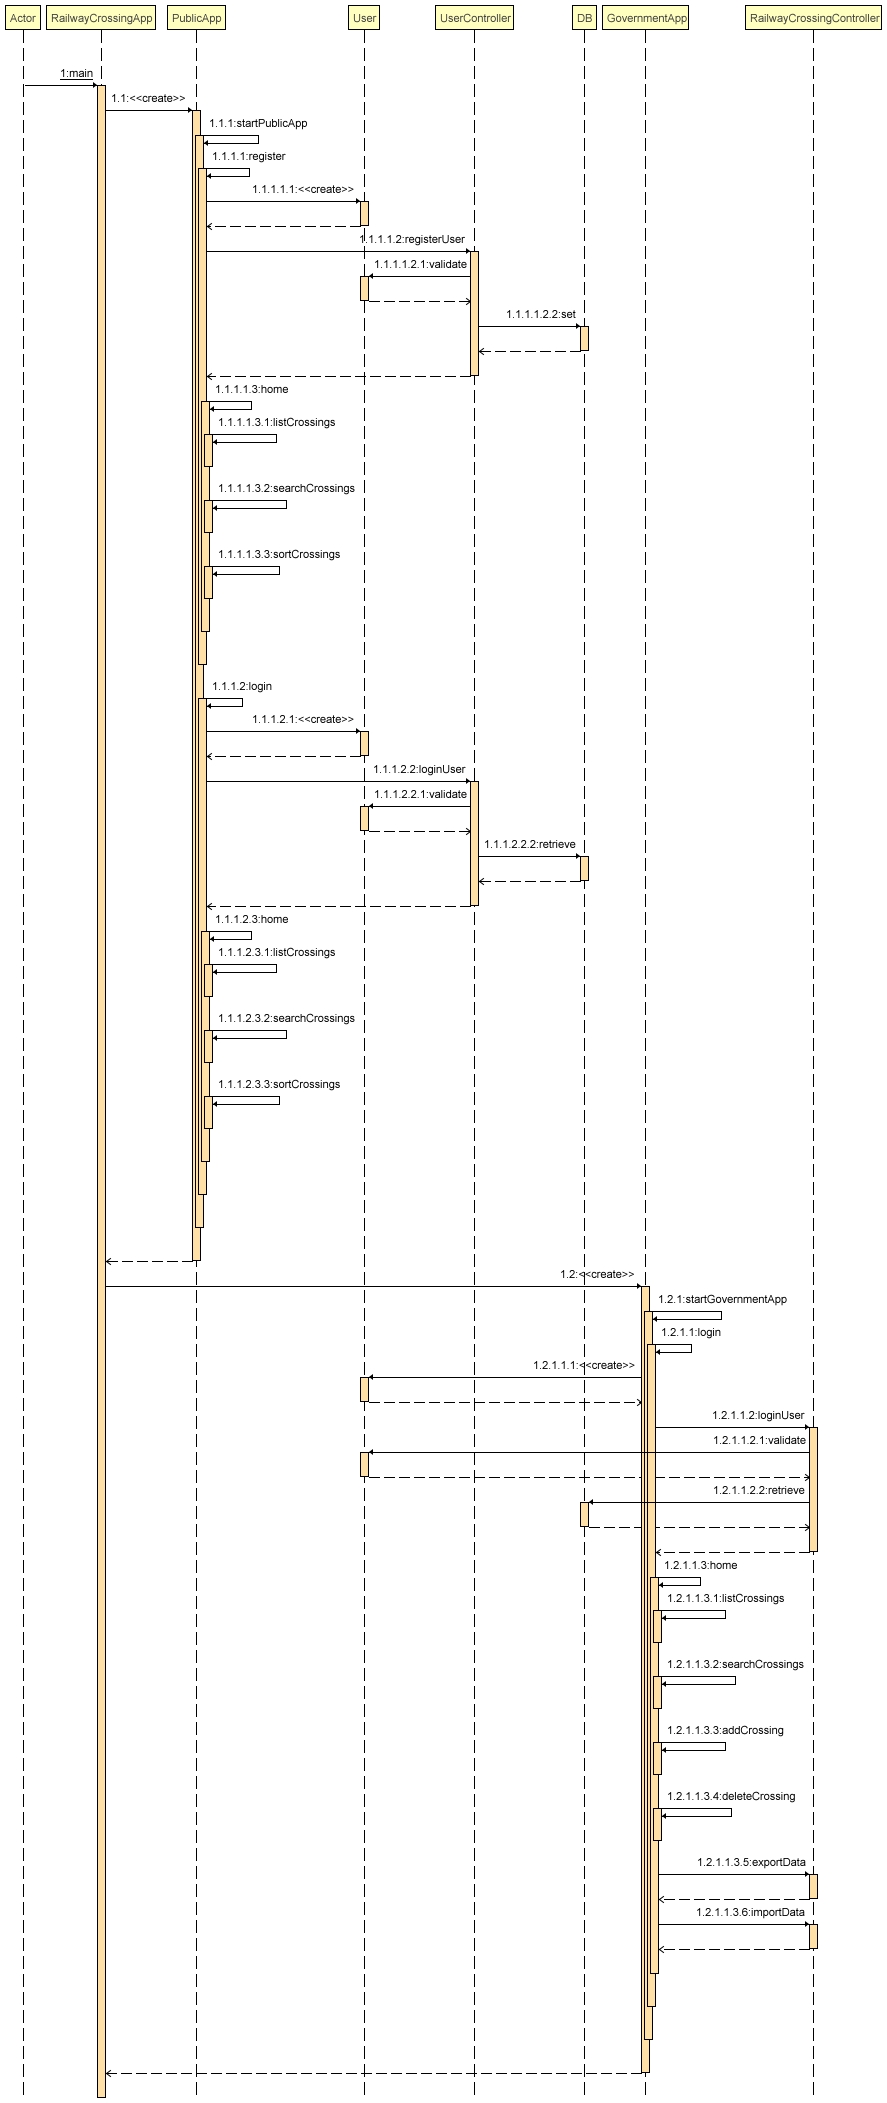 Actor
RailwayCrossingApp
PublicApp
User
UserController
DB
GovernmentApp
RailwayCrossingController
1:main
1.1:<<create>>
1.1.1:startPublicApp
1.1.1.1:register
1.1.1.1.1:<<create>>
1.1.1.1.2:registerUser
1.1.1.1.2.1:validate
1.1.1.1.2.2:set
1.1.1.1.3:home
1.1.1.1.3.1:listCrossings
1.1.1.1.3.2:searchCrossings
1.1.1.1.3.3:sortCrossings
1.1.1.2:login
1.1.1.2.1:<<create>>
1.1.1.2.2:loginUser
1.1.1.2.2.1:validate
1.1.1.2.2.2:retrieve
1.1.1.2.3:home
1.1.1.2.3.1:listCrossings
1.1.1.2.3.2:searchCrossings
1.1.1.2.3.3:sortCrossings
1.2:<<create>>
1.2.1:startGovernmentApp
1.2.1.1:login
1.2.1.1.1:<<create>>
1.2.1.1.2:loginUser
1.2.1.1.2.1:validate
1.2.1.1.2.2:retrieve
1.2.1.1.3:home
1.2.1.1.3.1:listCrossings
1.2.1.1.3.2:searchCrossings
1.2.1.1.3.3:addCrossing
1.2.1.1.3.4:deleteCrossing
1.2.1.1.3.5:exportData
1.2.1.1.3.6:importData